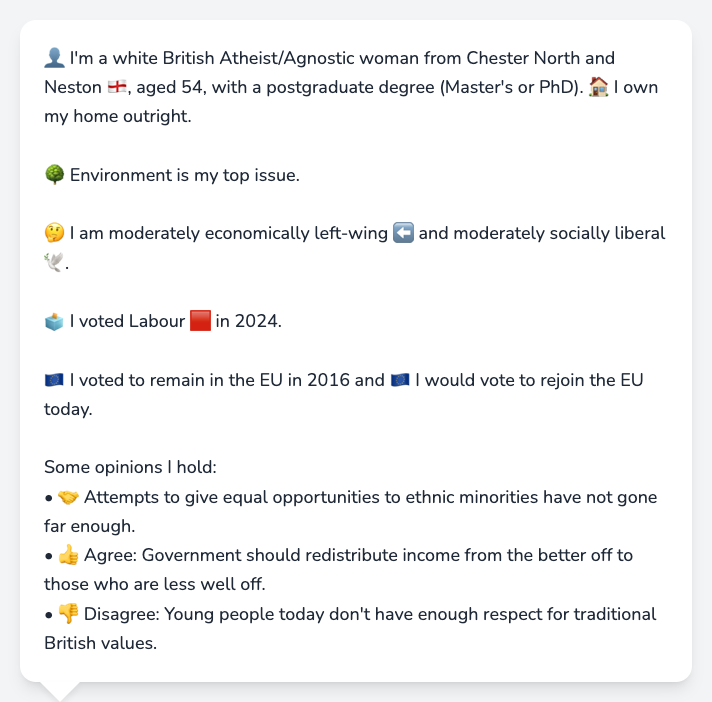 👤 I'm a white British Atheist/Agnostic woman from Chester North and
Neston 🏴󠁧󠁢󠁥󠁮󠁧󠁿, aged 54, with a postgraduate degree (Master's or PhD). 🏠 I own
my home outright.
🌳 Environment is my top issue.
🤔 I am moderately economically left-wing ⬅️ and moderately socially liberal
🕊️.
🗳️ I voted Labour 🟥 in 2024.
🇪🇺 I voted to remain in the EU in 2016 and 🇪🇺 I would vote to rejoin the EU
today.
Some opinions I hold:
• 🤝 Attempts to give equal opportunities to ethnic minorities have not gone
far enough.
• 👍 Agree: Government should redistribute income from the better off to
those who are less well off.
• 👎 Disagree: Young people today don't have enough respect for traditional
British values.